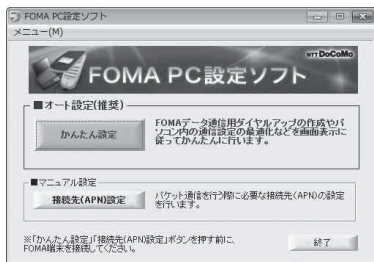 FOMA PC設定ソフト
メニュー(M)
NTT DoCoMo
FOMA PC設定ソフト
■オート設定(推奨)
かんたん設定
FOMAデータ通信用ダイヤルアップの作成やパ
ソコン内の通信設定の最適化などを画面表示に
従ってかんたんに行います。
■マニュアル設定
接続先(APN)設定
パケット通信を行う際に必要な接続先(APN)の設定
を行います。
※「かんたん設定」「接続先(APN)設定」ボタンを押す前に、
FOMA端末を接続してください。
終了